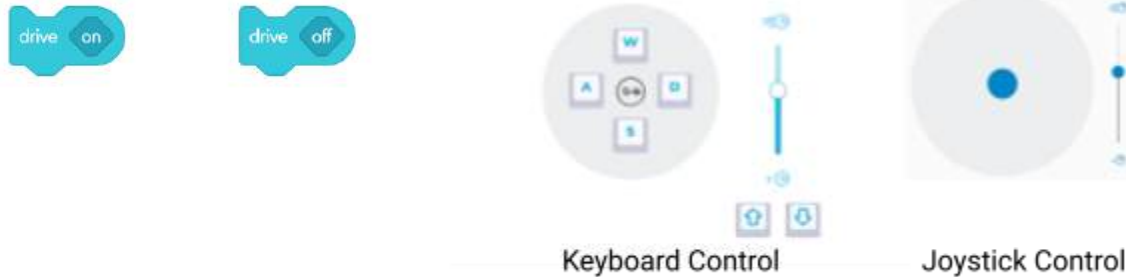 drive on
drive off
W
A
D
S
Keyboard Control
Joystick Control